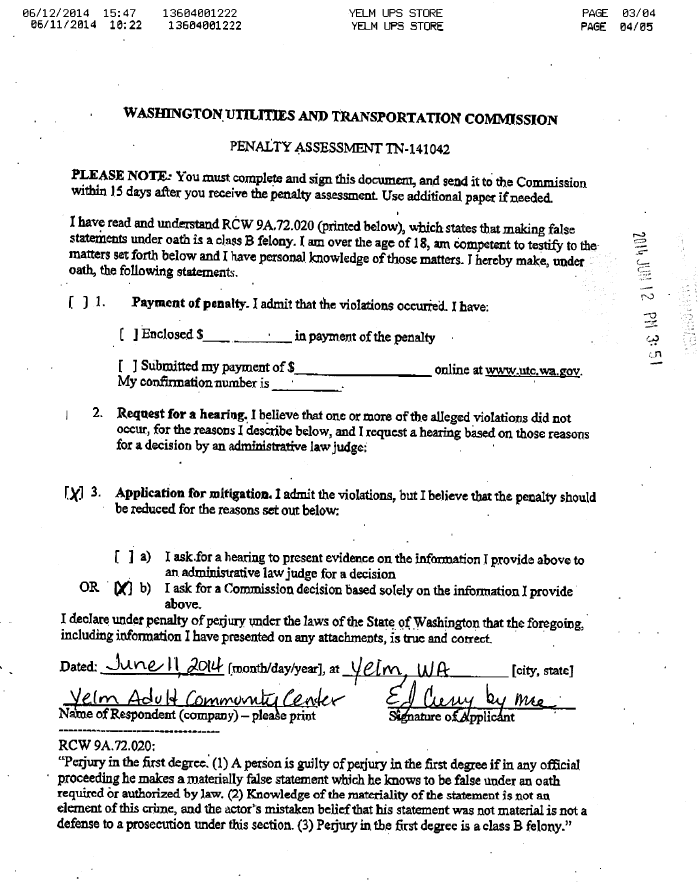 06/12/2014 15:47 13604001222 YELM UPS STORE PAGE 03/04
06/11/2014 10:22 13604001222 YELM UPS STORE PAGE 04/05
WASHINGTON UTILITIES AND TRANSPORTATION COMMISSION
PENALTY ASSESSMENT TN-141042
PLEASE NOTE: You must complete and sign this document, and send it to the Commission
within 15 days after you receive the penalty assessment. Use additional paper if needed.
I have read and understand RCW 9A.72.020 (printed below), which states that making false
statements under oath is a class B felony. I am over the age of 18, am competent to testify to the
matters set forth below and I have personal knowledge of those matters. I hereby make, under
oath, the following statements.
2014 JUN 12 PM 3:51
[ ] 1. Payment of penalty. I admit that the violations occurred. I have:
[ ] Enclosed $____________ in payment of the penalty
[ ] Submitted my payment of $____________ online at www.utc.wa.gov.
My confirmation number is ____________.
2. Request for a hearing. I believe that one or more of the alleged violations did not
occur, for the reasons I describe below, and I request a hearing based on those reasons
for a decision by an administrative law judge:
[X] 3. Application for mitigation. I admit the violations, but I believe that the penalty should
be reduced for the reasons set out below:
[ ] a) I ask for a hearing to present evidence on the information I provide above to
an administrative law judge for a decision
OR [X] b) I ask for a Commission decision based solely on the information I provide
above.
I declare under penalty of perjury under the laws of the State of Washington that the foregoing,
including information I have presented on any attachments, is true and correct.
Dated: June 11, 2014 [month/day/year], at Yelm, WA [city, state]
Yelm Adult Community Center
Name of Respondent (company) – please print Signature of Applicant
RCW 9A.72.020:
"Perjury in the first degree. (1) A person is guilty of perjury in the first degree if in any official
proceeding he makes a materially false statement which he knows to be false under an oath
required or authorized by law. (2) Knowledge of the materiality of the statement is not an
element of this crime, and the actor's mistaken belief that his statement was not material is not a
defense to a prosecution under this section. (3) Perjury in the first degree is a class B felony."